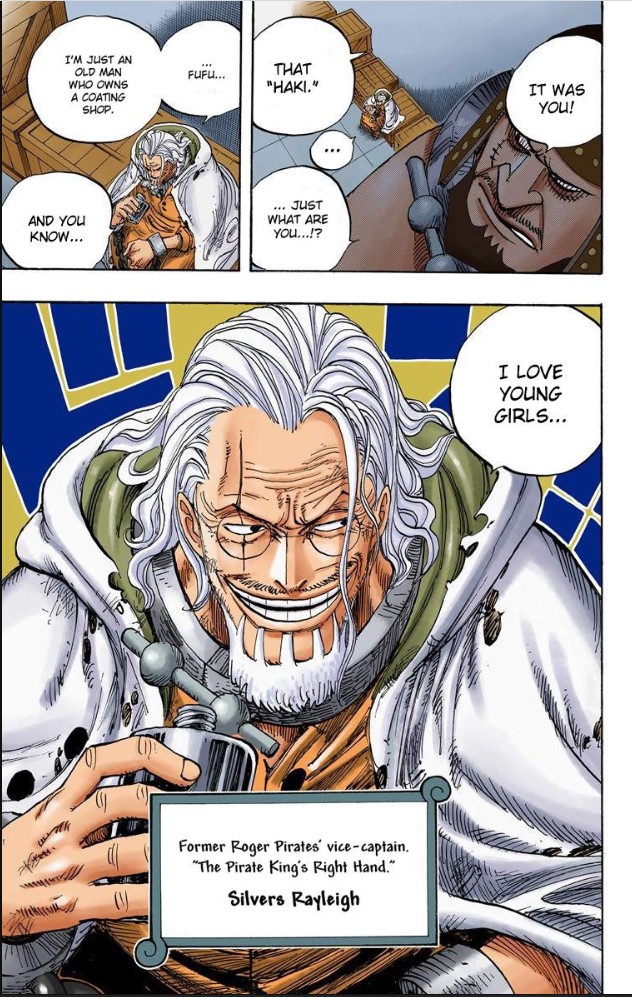 IT WAS
YOU!
THAT
"HAKI."
...
... JUST
WHAT ARE
YOU...!?
...
FUFU...
I'M JUST AN
OLD MAN
WHO OWNS
A COATING
SHOP.
AND YOU
KNOW...
I LOVE
YOUNG
GIRLS...
Former Roger Pirates' vice-captain.
"The Pirate King's Right Hand."
Silvers Rayleigh